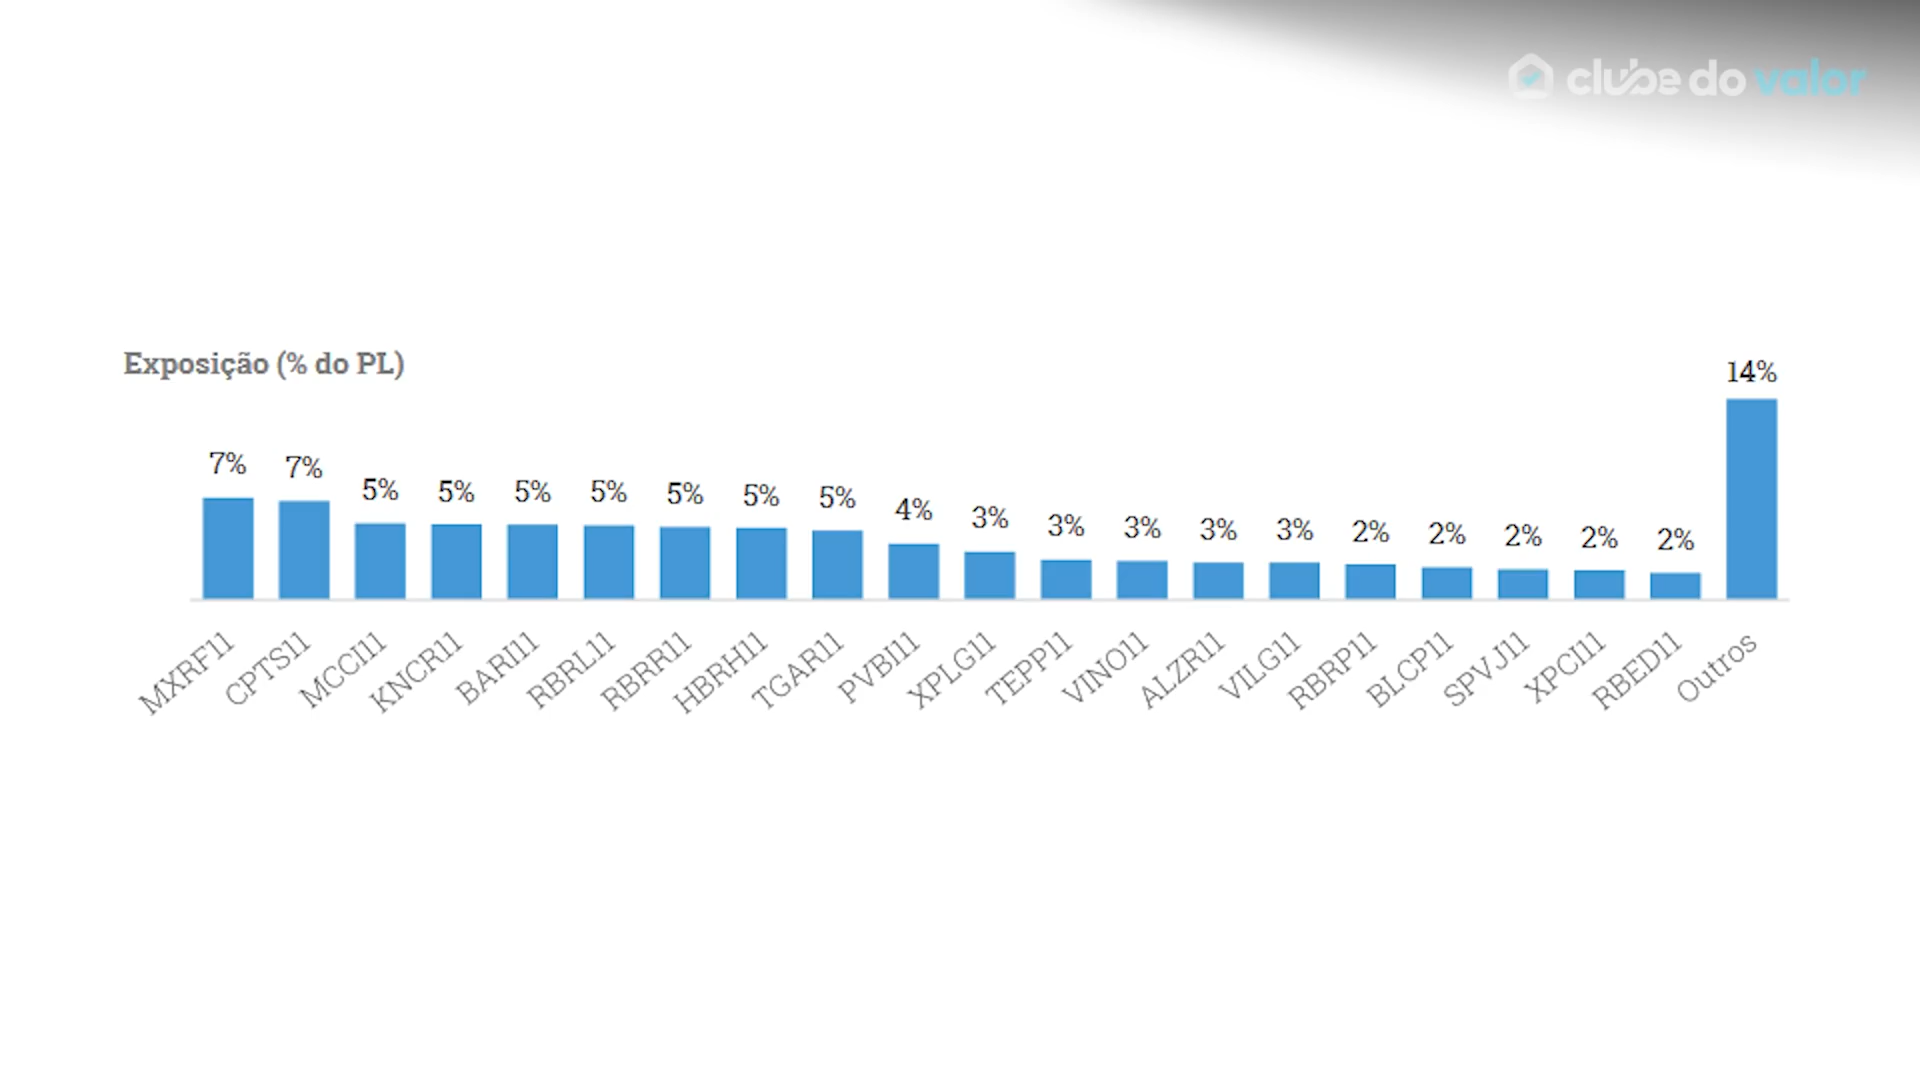 clube do valor
Exposição (% do PL)
14%
7% 7% 5% 5% 5% 5% 5% 5% 5% 4% 3% 3% 3% 3% 3% 2% 2% 2% 2% 2%
MXRF11 CPTS11 MCCI11 KNCR11 BARI11 RBRL11 RBRR11 HBRH11 TGAR11 PVBI11 XPLG11 TEPP11 VINO11 ALZR11 VILG11 RBRP11 BLCP11 SPVJ11 XPCI11 RBED11 Outros